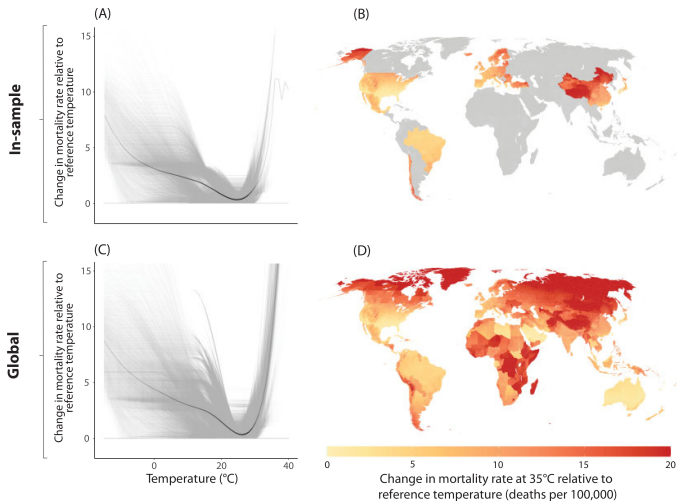 (A)
(B)
In-sample
Change in mortality rate relative to
reference temperature
15
10
5
0
(C)
(D)
Global
Change in mortality rate relative to
reference temperature
15
10
5
0
0
20
40
Temperature (°C)
0
5
10
15
20
Change in mortality rate at 35°C relative to
reference temperature (deaths per 100,000)